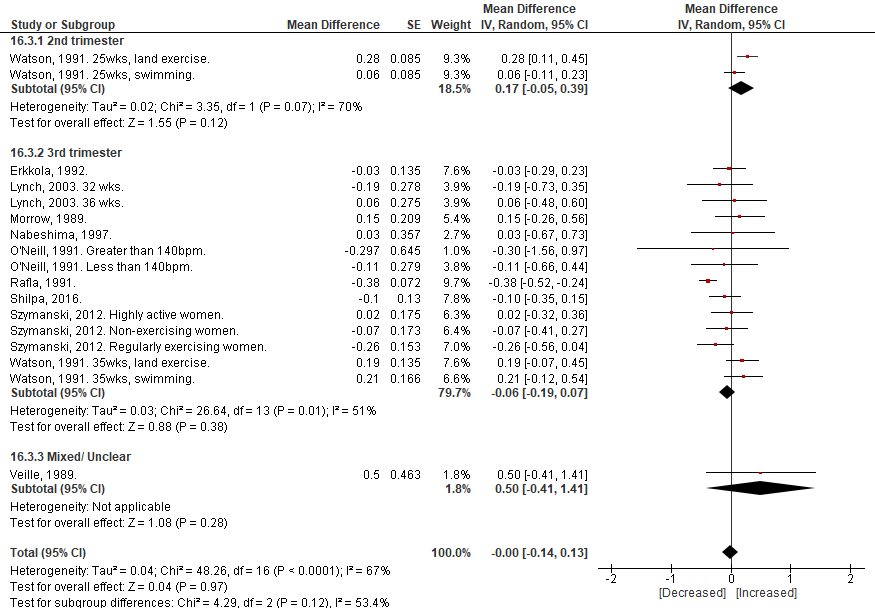 Mean Difference Mean Difference
Study or Subgroup Mean Difference SE Weight IV, Random, 95% CI IV, Random, 95% CI
16.3.1 2nd trimester
Watson, 1991. 25wks, land exercise. 0.28 0.085 9.3% 0.28 [0.11, 0.45]
Watson, 1991. 25wks, swimming. 0.06 0.085 9.3% 0.06 [-0.11, 0.23]
Subtotal (95% CI) 18.5% 0.17 [-0.05, 0.39]
Heterogeneity: Tau² = 0.02; Chi² = 3.35, df = 1 (P = 0.07); I² = 70%
Test for overall effect: Z = 1.55 (P = 0.12)
16.3.2 3rd trimester
Erkkola, 1992. -0.03 0.135 7.6% -0.03 [-0.29, 0.23]
Lynch, 2003. 32 wks. -0.19 0.278 3.9% -0.19 [-0.73, 0.35]
Lynch, 2003. 36 wks. 0.06 0.275 3.9% 0.06 [-0.48, 0.60]
Morrow, 1989. 0.15 0.209 5.4% 0.15 [-0.26, 0.56]
Nabeshima, 1997. 0.03 0.357 2.7% 0.03 [-0.67, 0.73]
O'Neill, 1991. Greater than 140bpm. -0.297 0.645 1.0% -0.30 [-1.56, 0.97]
O'Neill, 1991. Less than 140bpm. -0.11 0.279 3.8% -0.11 [-0.66, 0.44]
Rafla, 1991. -0.38 0.072 9.7% -0.38 [-0.52, -0.24]
Shilpa, 2016. -0.1 0.13 7.8% -0.10 [-0.35, 0.15]
Szymanski, 2012. Highly active women. 0.02 0.175 6.3% 0.02 [-0.32, 0.36]
Szymanski, 2012. Non-exercising women. -0.07 0.173 6.4% -0.07 [-0.41, 0.27]
Szymanski, 2012. Regularly exercising women. -0.26 0.153 7.0% -0.26 [-0.56, 0.04]
Watson, 1991. 35wks, land exercise. 0.19 0.135 7.6% 0.19 [-0.07, 0.45]
Watson, 1991. 35wks, swimming. 0.21 0.166 6.6% 0.21 [-0.12, 0.54]
Subtotal (95% CI) 79.7% -0.06 [-0.19, 0.07]
Heterogeneity: Tau² = 0.03; Chi² = 26.64, df = 13 (P = 0.01); I² = 51%
Test for overall effect: Z = 0.88 (P = 0.38)
16.3.3 Mixed/ Unclear
Veille, 1989. 0.5 0.463 1.8% 0.50 [-0.41, 1.41]
Subtotal (95% CI) 1.8% 0.50 [-0.41, 1.41]
Heterogeneity: Not applicable
Test for overall effect: Z = 1.08 (P = 0.28)
Total (95% CI) 100.0% -0.00 [-0.14, 0.13]
Heterogeneity: Tau² = 0.04; Chi² = 48.26, df = 16 (P < 0.0001); I² = 67%
-2 -1 0 1 2
Test for overall effect: Z = 0.04 (P = 0.97)
[Decreased] [Increased]
Test for subgroup differences: Chi² = 4.29, df = 2 (P = 0.12), I² = 53.4%